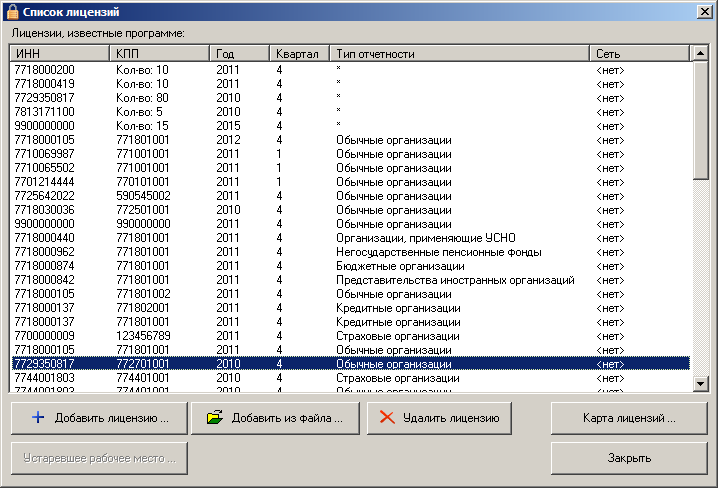 Список лицензий
Лицензии, известные программе:
ИНН КПП Год Квартал Тип отчетности Сеть
7718000200 Кол-во: 10 2011 4 * <нет>
7718000419 Кол-во: 10 2011 4 * <нет>
7729350817 Кол-во: 80 2010 4 * <нет>
7813171100 Кол-во: 5 2010 4 * <нет>
9900000000 Кол-во: 15 2015 4 * <нет>
7718000105 771801001 2012 4 Обычные организации <нет>
7710069987 771001001 2011 1 Обычные организации <нет>
7710065502 771001001 2011 1 Обычные организации <нет>
7701214444 770101001 2011 1 Обычные организации <нет>
7725642022 590545002 2011 4 Обычные организации <нет>
7718030036 772501001 2010 4 Обычные организации <нет>
9900000000 990000000 2011 4 Обычные организации <нет>
7718000440 771801001 2011 4 Организации, применяющие УСНО <нет>
7718000962 771801001 2011 4 Негосударственные пенсионные фонды <нет>
7718000874 771801001 2011 4 Бюджетные организации <нет>
7718000842 771801001 2011 4 Представительства иностранных организаций <нет>
7718000105 771801002 2011 4 Обычные организации <нет>
7718000137 771802001 2011 4 Кредитные организации <нет>
7718000137 771801001 2011 4 Кредитные организации <нет>
7700000009 123456789 2011 4 Страховые организации <нет>
7718000105 771801001 2011 4 Обычные организации <нет>
7729350817 772701001 2010 4 Обычные организации <нет>
7744001803 774401001 2010 4 Страховые организации <нет>
7744001803 774401001 2010 4 Обычные организации <нет>
Добавить лицензию ... Добавить из файла ... Удалить лицензию Карта лицензий ...
Устаревшее рабочее место ... Закрыть